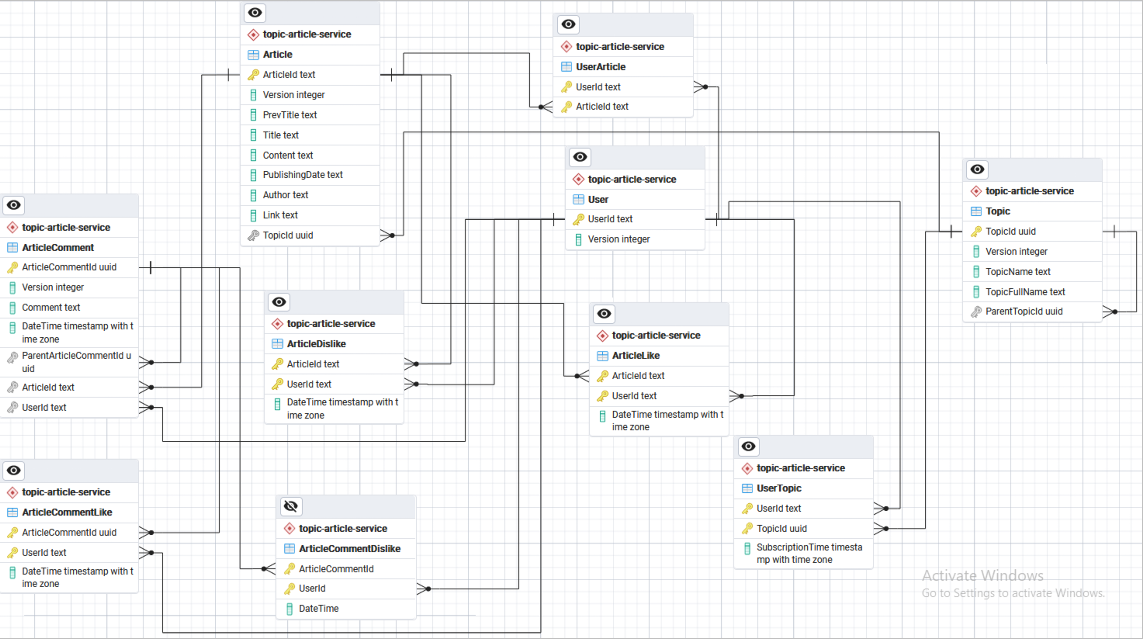 topic-article-service
Article
ArticleId text
Version integer
PrevTitle text
Title text
Content text
PublishingDate text
Author text
Link text
TopicId uuid
topic-article-service
UserArticle
UserId text
ArticleId text
topic-article-service
User
UserId text
Version integer
topic-article-service
Topic
TopicId uuid
Version integer
TopicName text
TopicFullName text
ParentTopicId uuid
topic-article-service
ArticleComment
ArticleCommentId uuid
Version integer
Comment text
DateTime timestamp with t
ime zone
ParentArticleCommentId u
uid
ArticleId text
UserId text
topic-article-service
ArticleDislike
ArticleId text
UserId text
DateTime timestamp with t
ime zone
topic-article-service
ArticleLike
ArticleId text
UserId text
DateTime timestamp with t
ime zone
topic-article-service
UserTopic
UserId text
TopicId uuid
SubscriptionTime timesta
mp with time zone
topic-article-service
ArticleCommentLike
ArticleCommentId uuid
UserId text
DateTime timestamp with t
ime zone
topic-article-service
ArticleCommentDislike
ArticleCommentId
UserId
DateTime
Activate Windows
Go to Settings to activate Windows.